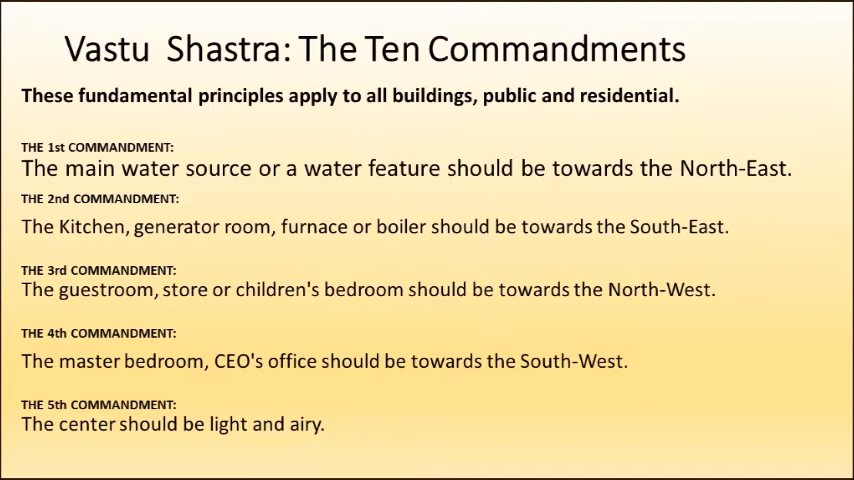 Vastu Shastra: The Ten Commandments
These fundamental principles apply to all buildings, public and residential.
THE 1st COMMANDMENT:
The main water source or a water feature should be towards the North-East.
THE 2nd COMMANDMENT:
The Kitchen, generator room, furnace or boiler should be towards the South-East.
THE 3rd COMMANDMENT:
The guestroom, store or children's bedroom should be towards the North-West.
THE 4th COMMANDMENT:
The master bedroom, CEO's office should be towards the South-West.
THE 5th COMMANDMENT:
The center should be light and airy.